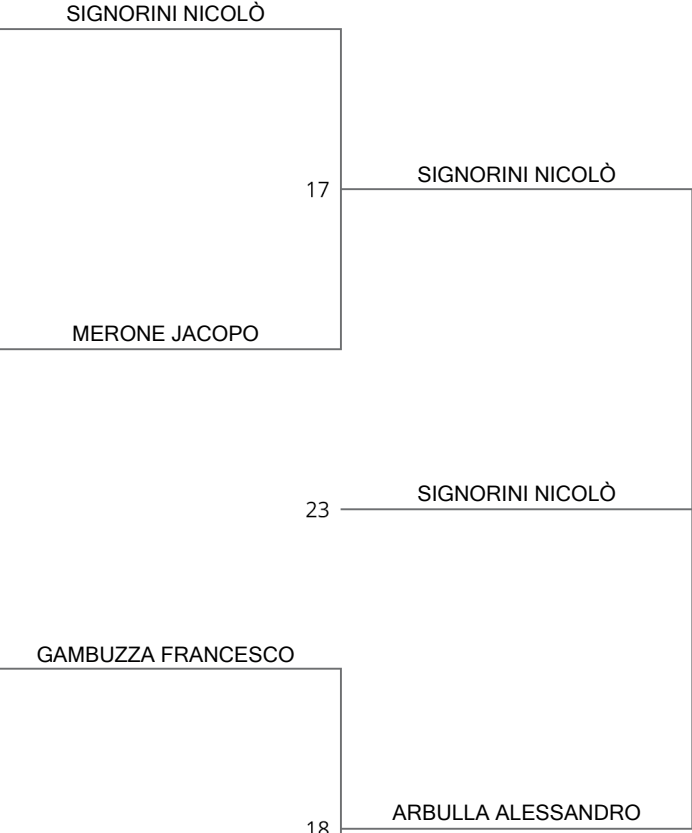 SIGNORINI NICOLÒ
17
SIGNORINI NICOLÒ
MERONE JACOPO
23
SIGNORINI NICOLÒ
GAMBUZZA FRANCESCO
18
ARBULLA ALESSANDRO